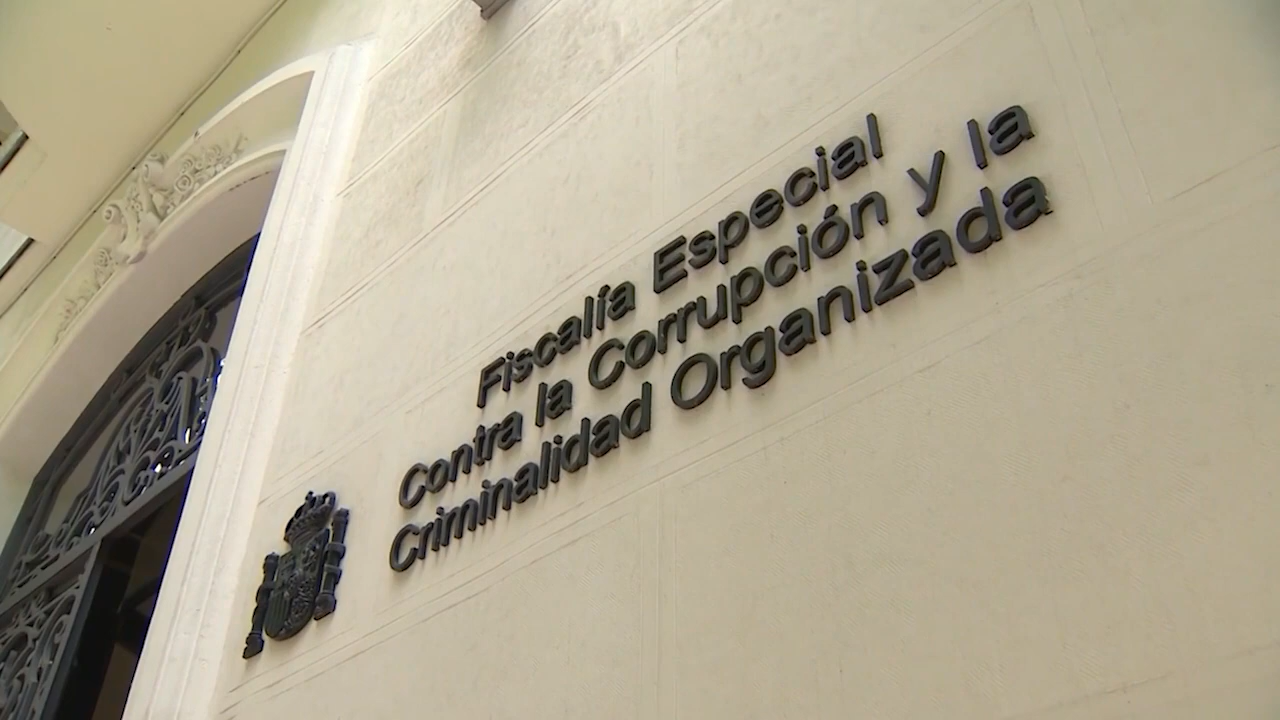 Fiscalía Especial
Contra la Corrupción y la
Criminalidad Organizada